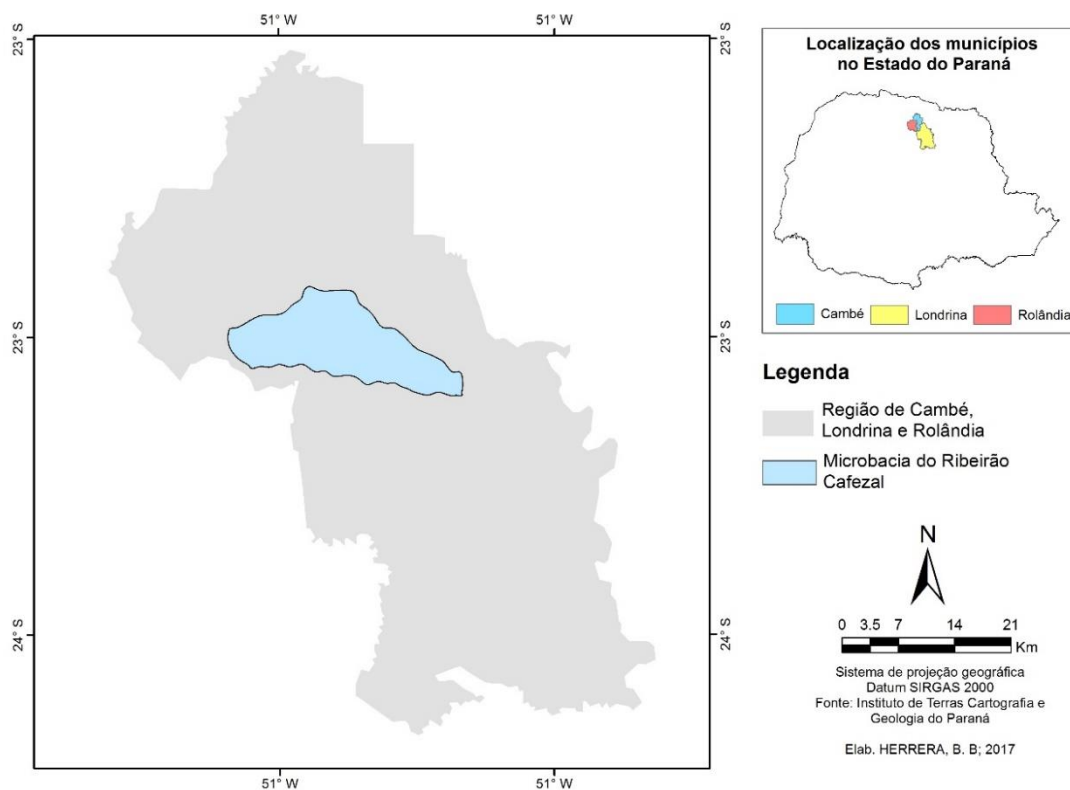 51° W
51° W
23° S
23° S
23° S
23° S
24° S
24° S
51° W
51° W
Localização dos municípios
no Estado do Paraná
Cambé
Londrina
Rolândia
Legenda
Região de Cambé,
Londrina e Rolândia
Microbacia do Ribeirão
Cafezal
N
0 3.5 7 14 21
Km
Sistema de projeção geográfica
Datum SIRGAS 2000
Fonte: Instituto de Terras Cartografia e
Geologia do Paraná
Elab. HERRERA, B. B; 2017